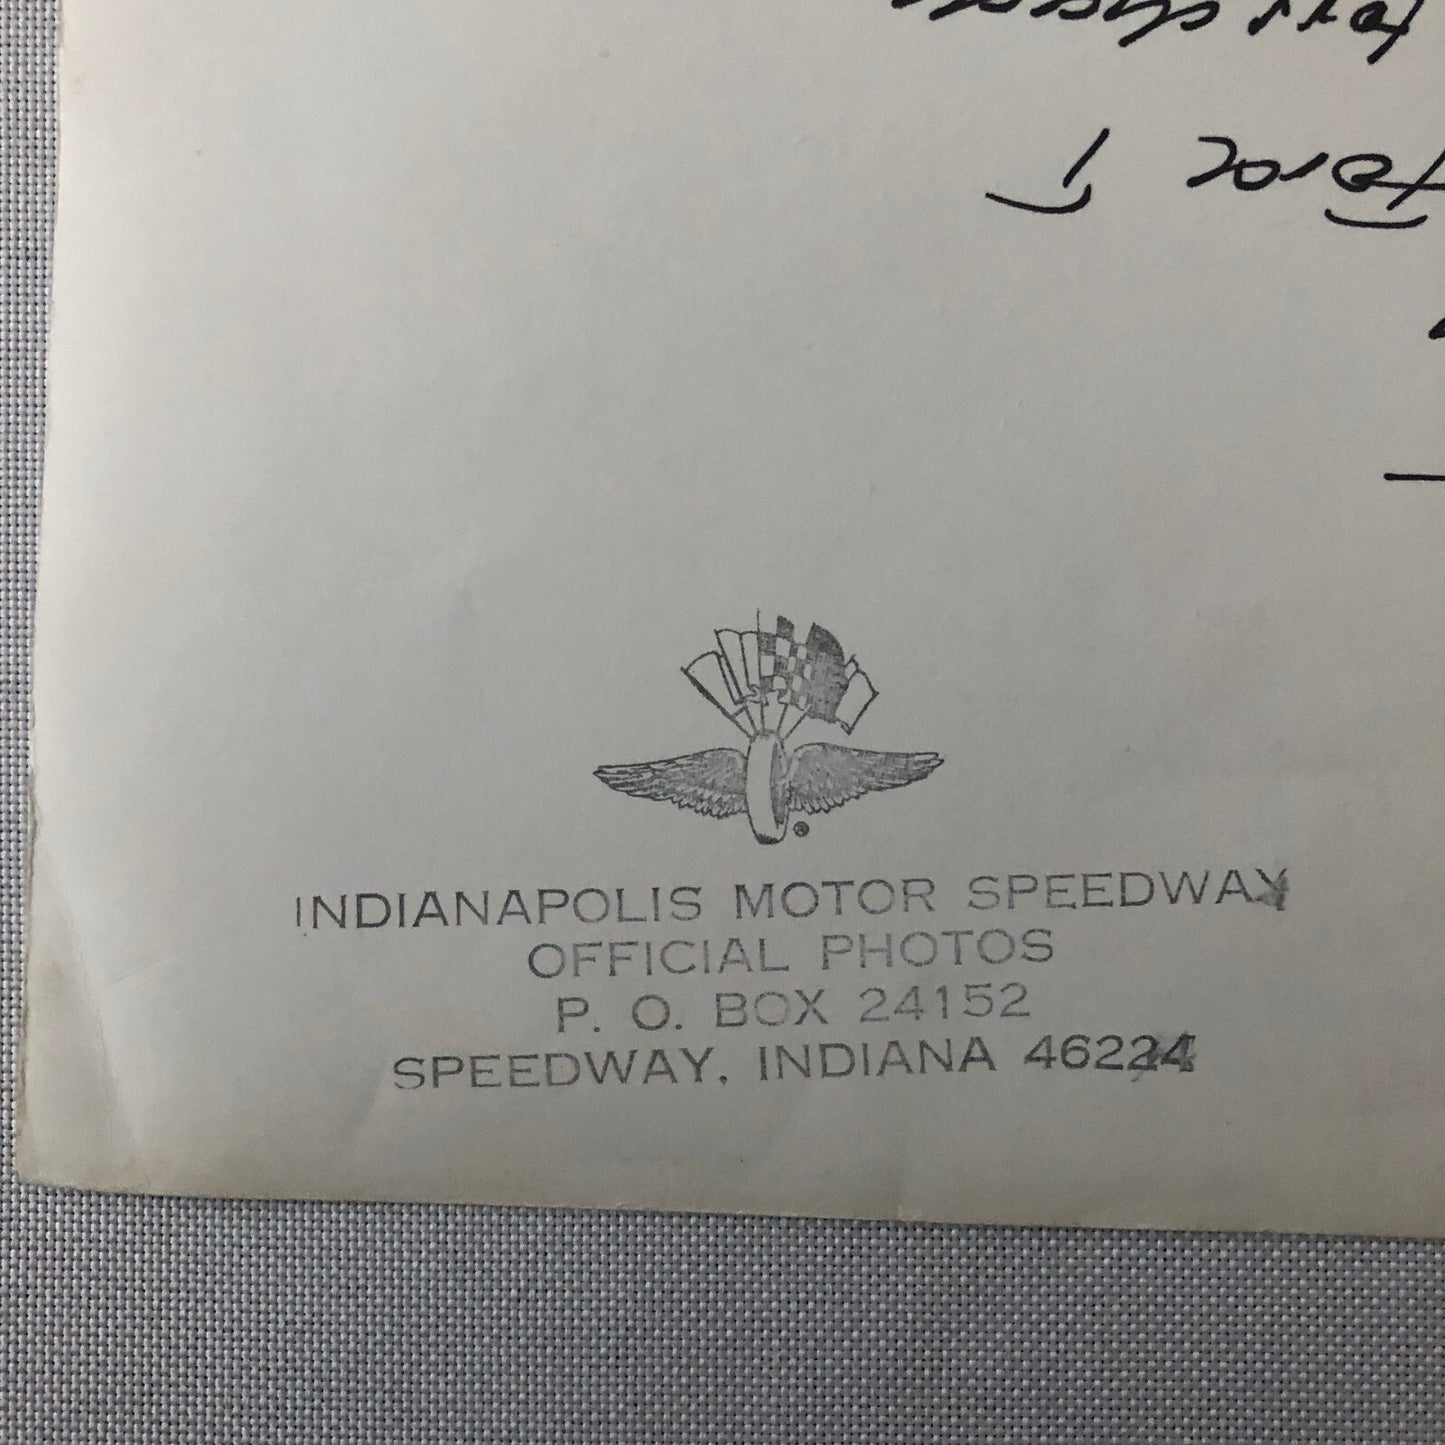 INDIANAPOLIS MOTOR SPEEDWAY
OFFICIAL PHOTOS
P. O. BOX 24152
SPEEDWAY, INDIANA 46224